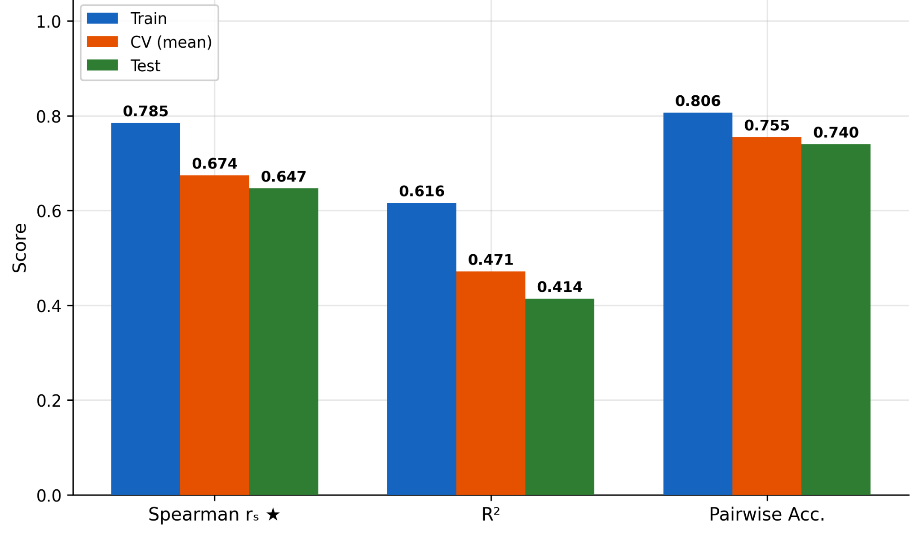 1.0
Train
CV (mean)
Test
0.8
0.785
0.674
0.647
0.616
0.471
0.414
0.806
0.755
0.740
0.6
Score
0.4
0.2
0.0
Spearman rₛ ★
R²
Pairwise Acc.